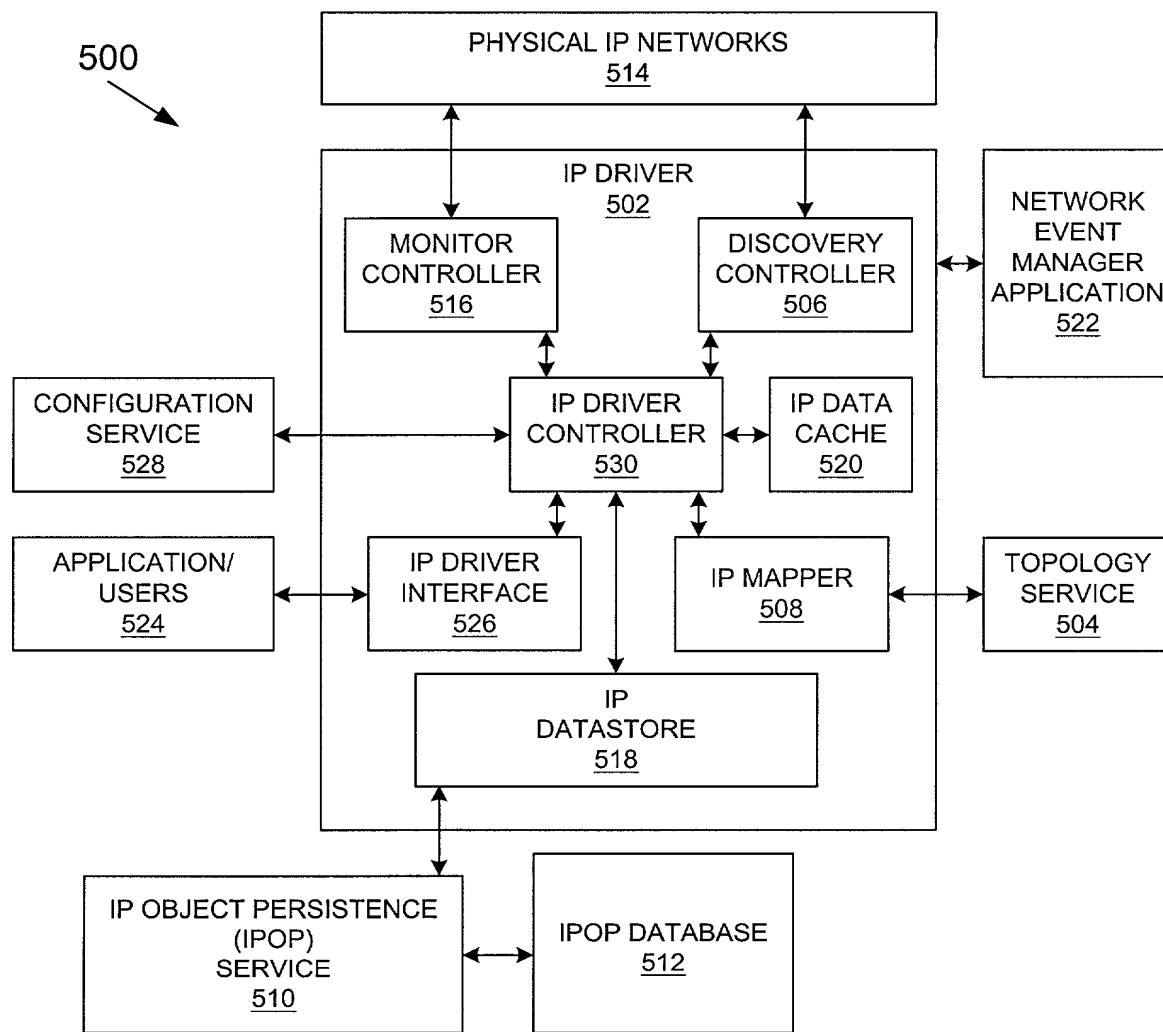 500
PHYSICAL IP NETWORKS
514
IP DRIVER
502
MONITOR
CONTROLLER
516
DISCOVERY
CONTROLLER
506
NETWORK
EVENT
MANAGER
APPLICATION
522
CONFIGURATION
SERVICE
528
IP DRIVER
CONTROLLER
530
IP DATA
CACHE
520
APPLICATION/
USERS
524
IP DRIVER
INTERFACE
526
IP MAPPER
508
TOPOLOGY
SERVICE
504
IP
DATASTORE
518
IP OBJECT PERSISTENCE
(IPOP)
SERVICE
510
IPOP DATABASE
512